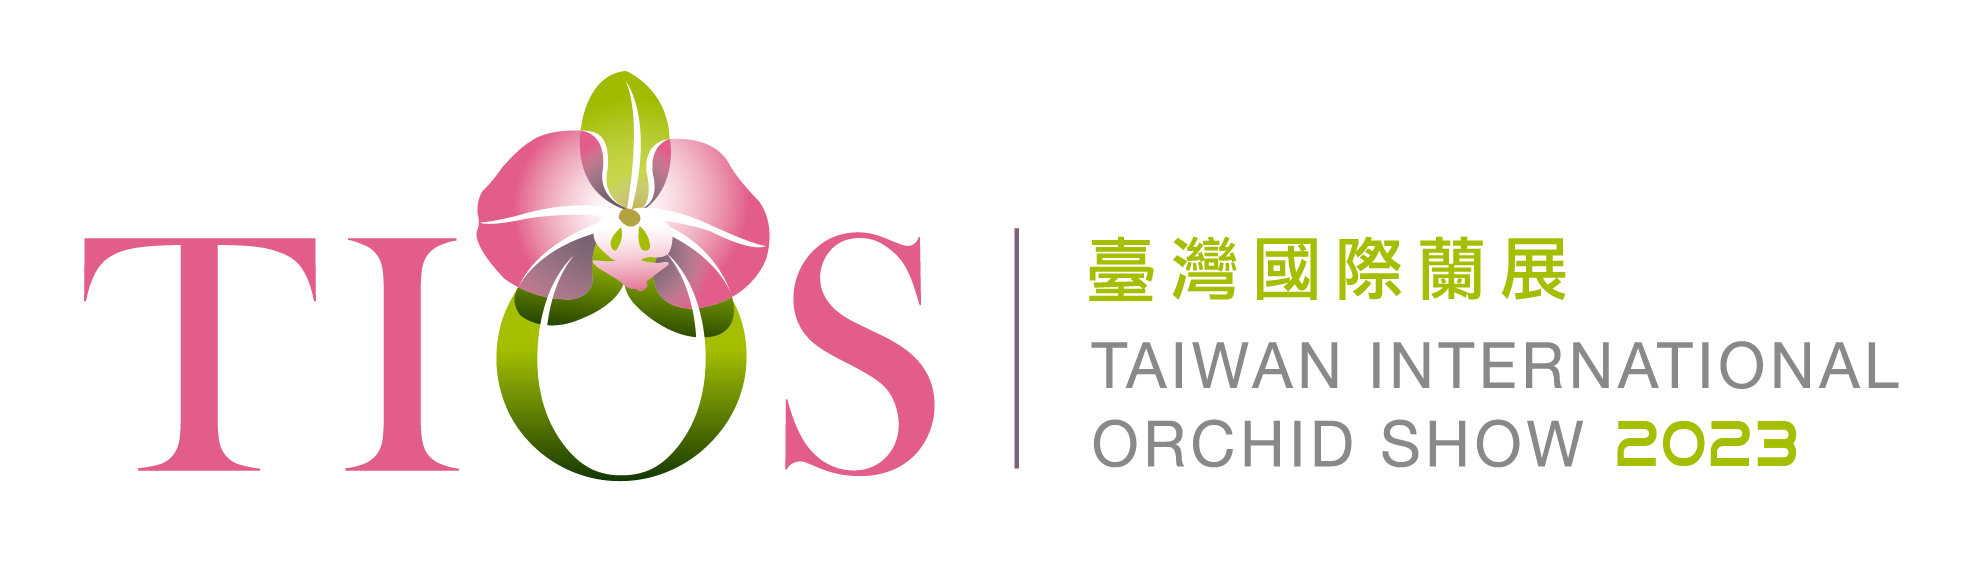 TIOS
臺灣國際蘭展
TAIWAN INTERNATIONAL
ORCHID SHOW 2023